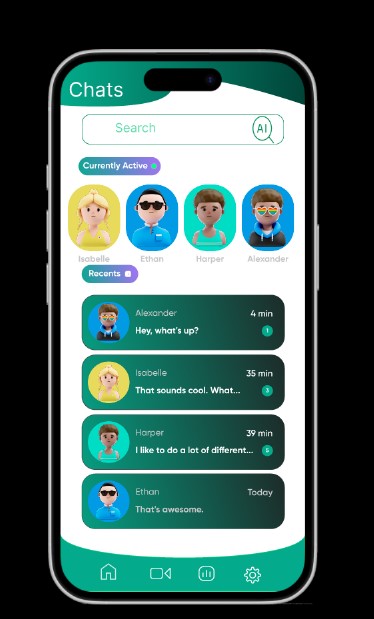 Chats
Search
AI
Currently Active
Isabelle
Ethan
Harper
Alexander
Recents
Alexander
4 min
Hey, what's up?
1
Isabelle
35 min
That sounds cool. What...
3
Harper
39 min
I like to do a lot of different...
5
Ethan
Today
That's awesome.